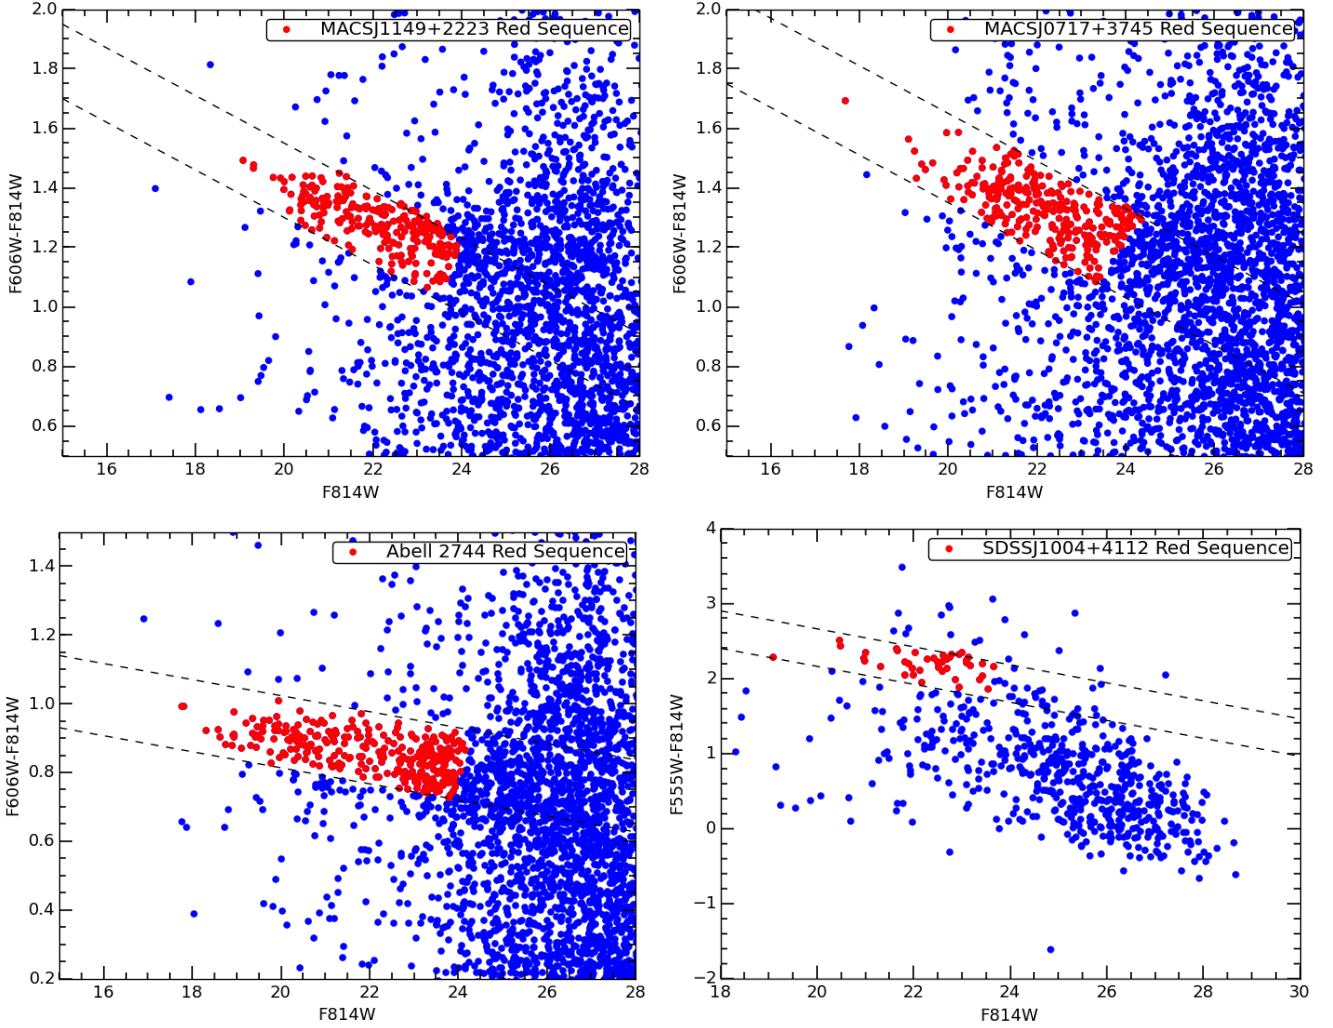 2.0
MACSJ1149+2223 Red Sequence
1.8
1.6
1.4
1.2
1.0
0.8
0.6
F606W-F814W
16 18 20 22 24 26 28
F814W
2.0
MACSJ0717+3745 Red Sequence
1.8
1.6
1.4
1.2
1.0
0.8
0.6
F606W-F814W
16 18 20 22 24 26 28
F814W
Abell 2744 Red Sequence
1.4
1.2
1.0
0.8
0.6
0.4
0.2
F606W-F814W
16 18 20 22 24 26 28
F814W
4
SDSSJ1004+4112 Red Sequence
3
2
1
0
−1
−2
F555W-F814W
18 20 22 24 26 28 30
F814W